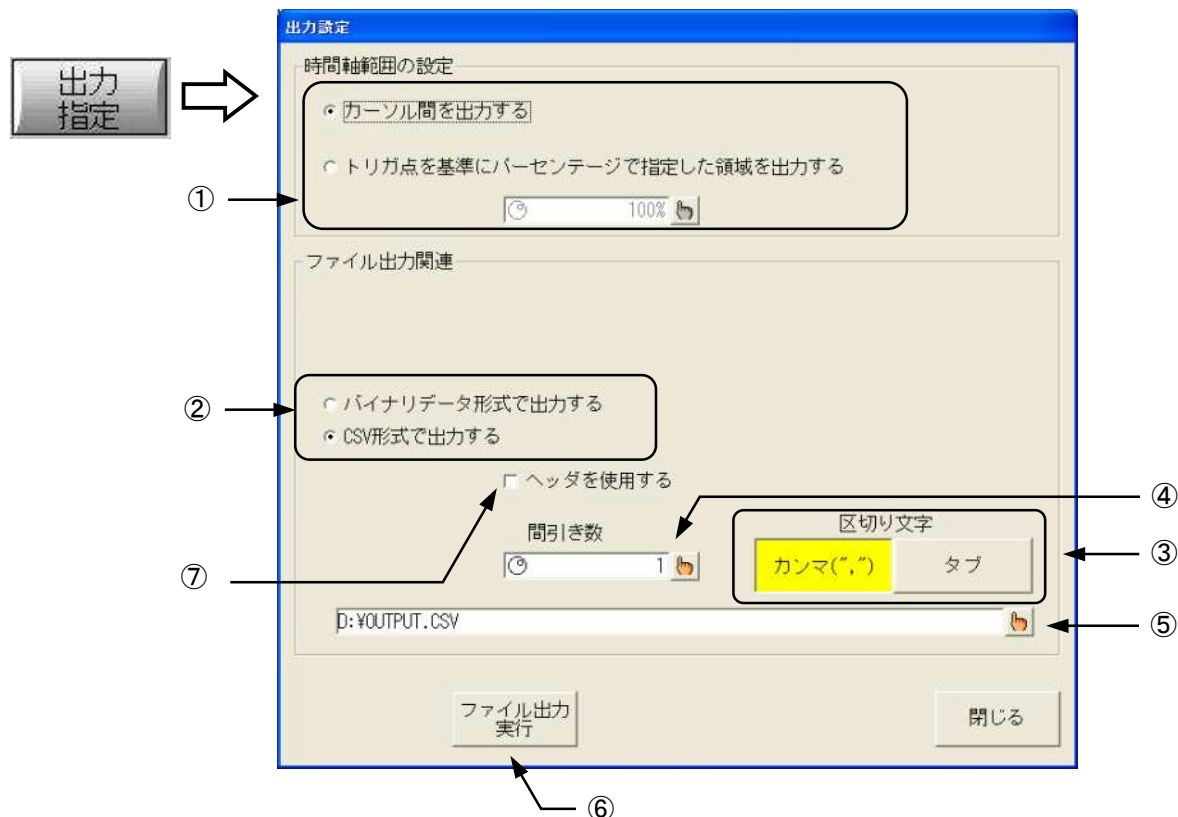 出力設定
出力
指定
時間軸範囲の設定
カーソル間を出力する
トリガ点を基準にパーセンテージで指定した領域を出力する
①
100%
ファイル出力関連
②
バイナリデータ形式で出力する
CSV形式で出力する
ヘッダを使用する
④
間引き数
区切り文字
⑦
1
カンマ(",")
タブ
③
D:¥OUTPUT.CSV
⑤
ファイル出力
実行
閉じる
⑥